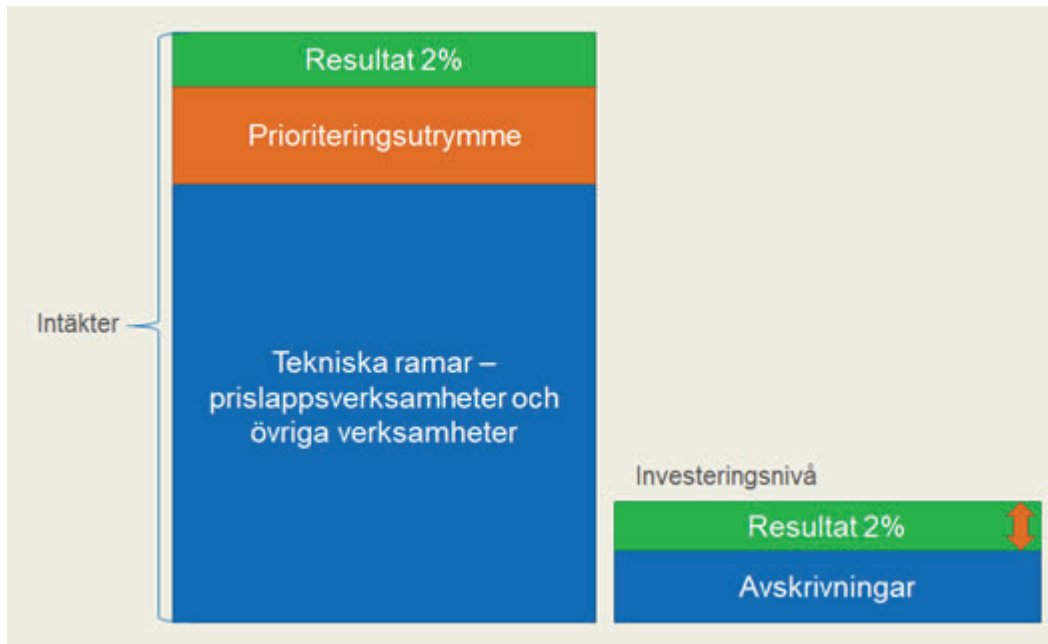 Resultat 2%
Prioriteringsutrymme
Intäkter
Tekniska ramar –
prislappsverksamheter och
övriga verksamheter
Investeringsnivå
Resultat 2%
Avskrivningar